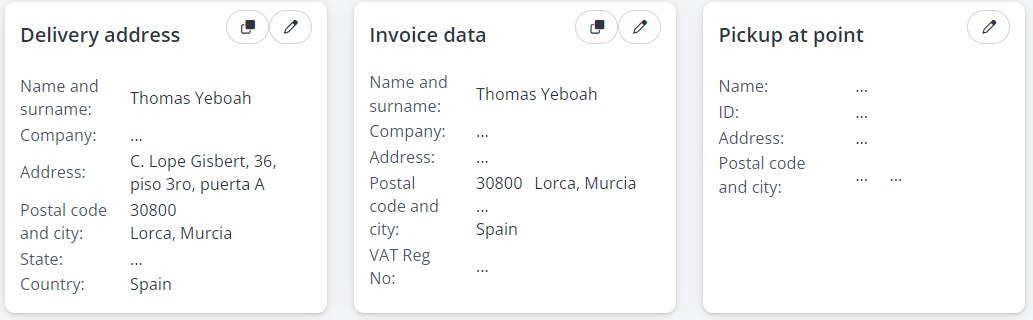 Delivery address
Name and
surname:
Thomas Yeboah
Company:
...
Address:
C. Lope Gisbert, 36,
piso 3ro, puerta A
Postal code
and city:
30800
Lorca, Murcia
State:
...
Country:
Spain
Invoice data
Name and
surname:
Thomas Yeboah
Company:
...
Address:
...
Postal
code and
city:
30800 Lorca, Murcia
...
Spain
VAT Reg
No:
...
Pickup at point
Name:
...
ID:
...
Address:
...
Postal code
and city:
... ...